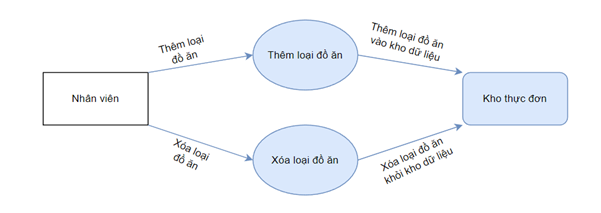 Thêm loại
đồ ăn
Thêm loại đồ ăn
Thêm loại đồ ăn
vào kho dữ liệu
Nhân viên
Kho thực đơn
Xóa loại
đồ ăn
Xóa loại đồ ăn
Xóa loại đồ ăn
khỏi kho dữ liệu